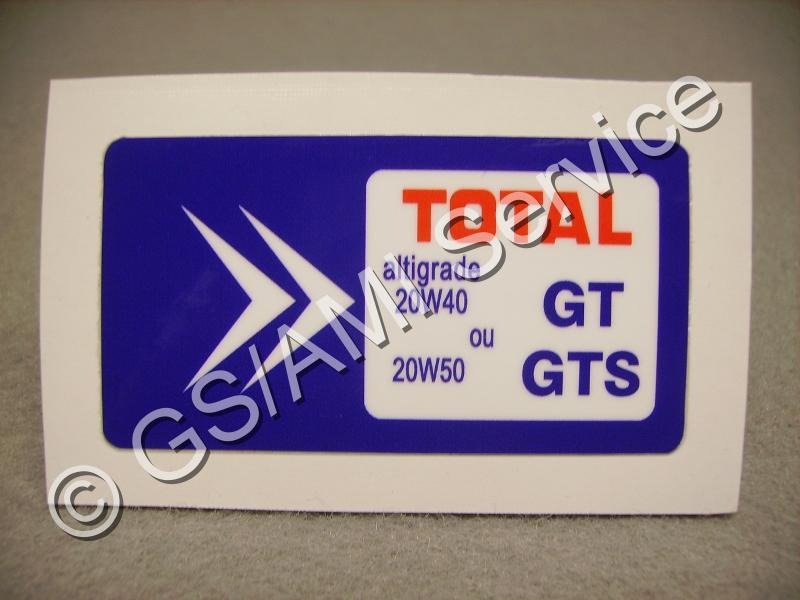 TOTAL
altigrade
20W40
ou
20W50
GT
GTS
© GS/AMI Service